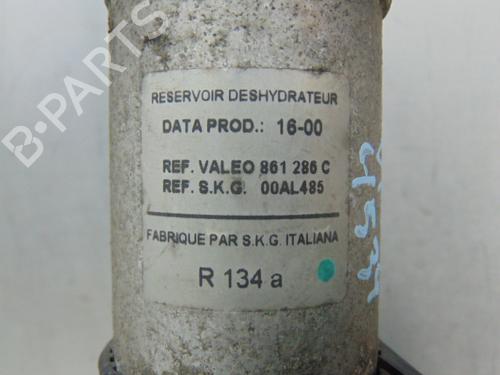 B-PARTS
RESERVOIR DESHYDRATEUR
DATA PROD.: 16-00
REF. VALEO 861 286 C
REF. S.K.G. 00AL485
FABRIQUE PAR S.K.G. ITALIANA
R 134 a